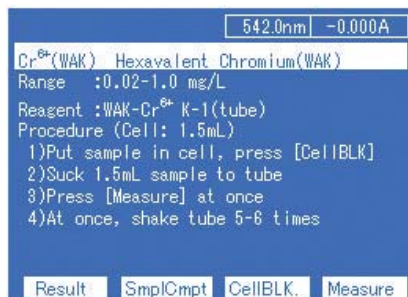 542.0nm -0.000A
Cr⁶⁺(WAK) Hexavalent Chromium(WAK)
Range :0.02-1.0 mg/L
Reagent :WAK-Cr⁶⁺ K-1(tube)
Procedure (Cell: 1.5mL)
1)Put sample in cell, press [CellBLK]
2)Suck 1.5mL sample to tube
3)Press [Measure] at once
4)At once, shake tube 5-6 times
Result SmplCmpt CellBLK. Measure